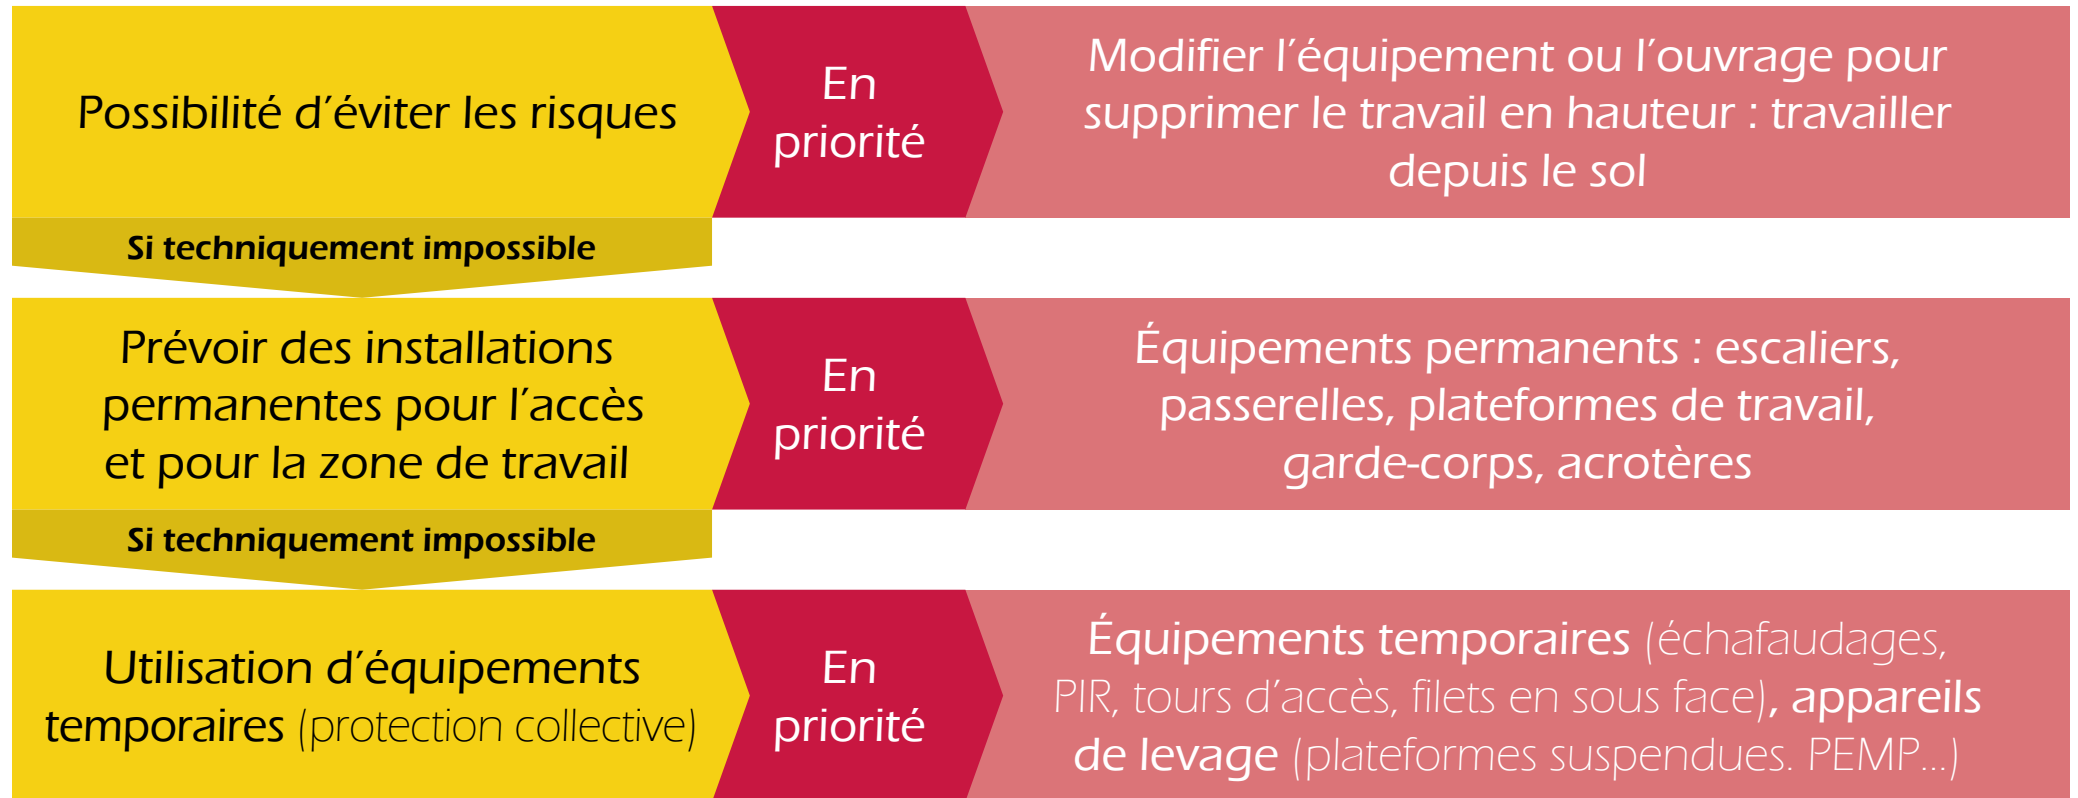 Possibilité d’éviter les risques
En
priorité
Modifier l’équipement ou l’ouvrage pour
supprimer le travail en hauteur : travailler
depuis le sol
Si techniquement impossible
Prévoir des installations
permanentes pour l’accès
et pour la zone de travail
En
priorité
Équipements permanents : escaliers,
passerelles, plateformes de travail,
garde-corps, acrotères
Si techniquement impossible
Utilisation d’équipements
temporaires (protection collective)
En
priorité
Équipements temporaires (échafaudages,
PIR, tours d’accès, filets en sous face), appareils
de levage (plateformes suspendues. PEMP...)